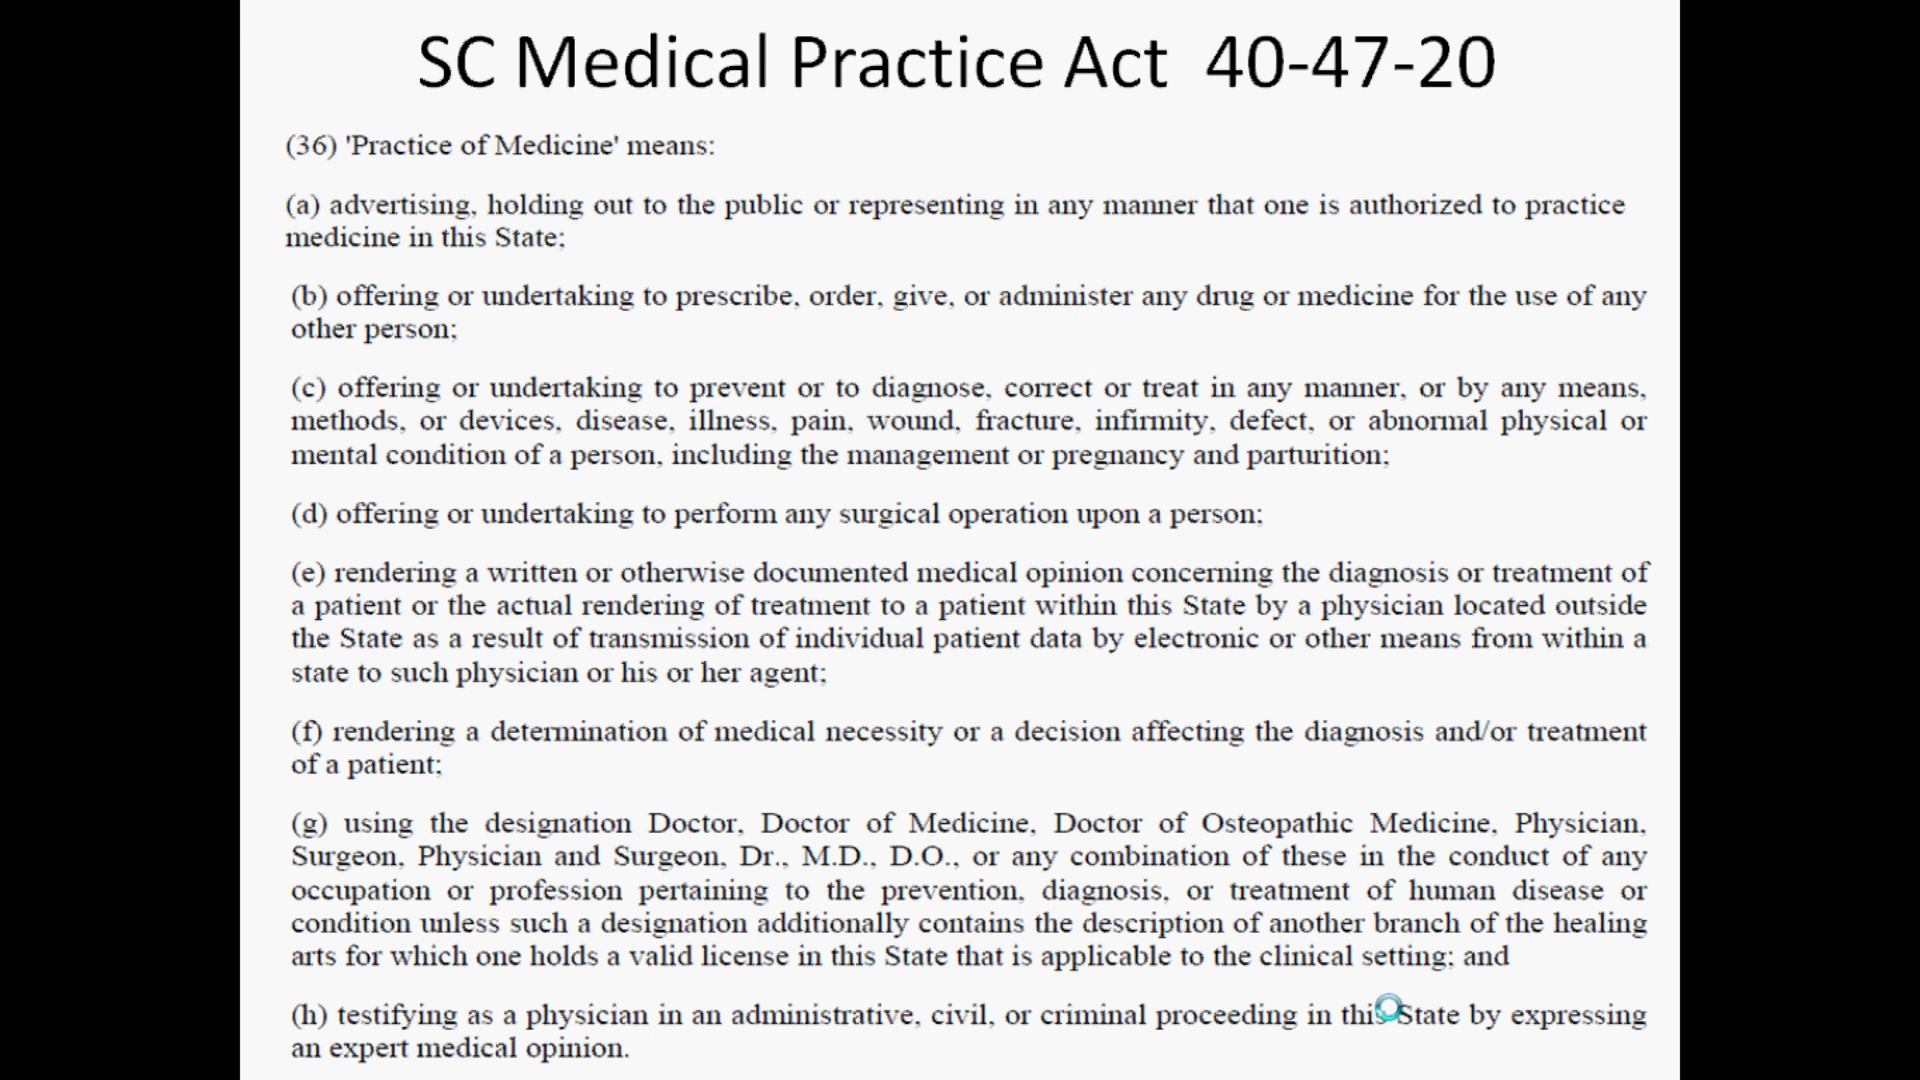 SC Medical Practice Act 40-47-20
(36) 'Practice of Medicine' means:
(a) advertising, holding out to the public or representing in any manner that one is authorized to practice
medicine in this State;
(b) offering or undertaking to prescribe, order, give, or administer any drug or medicine for the use of any
other person;
(c) offering or undertaking to prevent or to diagnose, correct or treat in any manner, or by any means,
methods, or devices, disease, illness, pain, wound, fracture, infirmity, defect, or abnormal physical or
mental condition of a person, including the management or pregnancy and parturition;
(d) offering or undertaking to perform any surgical operation upon a person;
(e) rendering a written or otherwise documented medical opinion concerning the diagnosis or treatment of
a patient or the actual rendering of treatment to a patient within this State by a physician located outside
the State as a result of transmission of individual patient data by electronic or other means from within a
state to such physician or his or her agent;
(f) rendering a determination of medical necessity or a decision affecting the diagnosis and/or treatment
of a patient;
(g) using the designation Doctor, Doctor of Medicine, Doctor of Osteopathic Medicine, Physician,
Surgeon, Physician and Surgeon, Dr., M.D., D.O., or any combination of these in the conduct of any
occupation or profession pertaining to the prevention, diagnosis, or treatment of human disease or
condition unless such a designation additionally contains the description of another branch of the healing
arts for which one holds a valid license in this State that is applicable to the clinical setting; and
(h) testifying as a physician in an administrative, civil, or criminal proceeding in this State by expressing
an expert medical opinion.